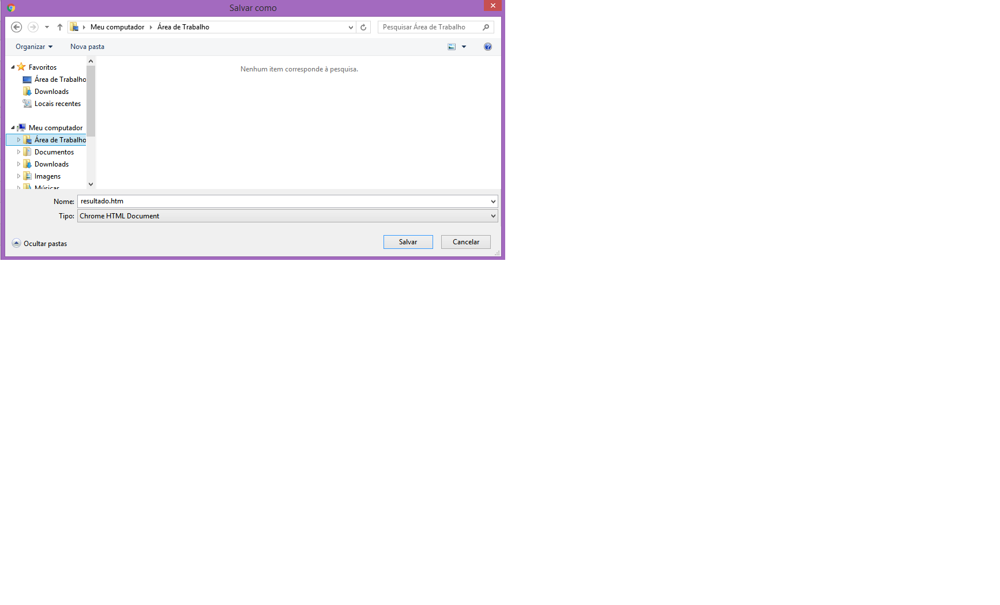 Salvar como
Meu computador Área de Trabalho
Pesquisar Área de Trabalho
Organizar
Nova pasta
Favoritos
Área de Trabalho
Downloads
Locais recentes
Meu computador
Área de Trabalho
Documentos
Downloads
Imagens
Músicas
Nenhum item corresponde à pesquisa.
Nome: resultado.htm
Tipo: Chrome HTML Document
Ocultar pastas
Salvar
Cancelar